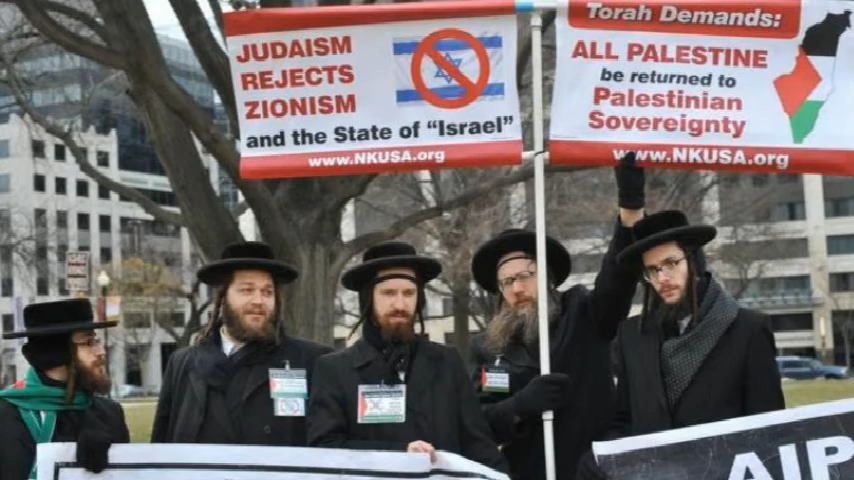 JUDAISM
REJECTS
ZIONISM
and the State of "Israel"
www.NKUSA.org
Torah Demands:
ALL PALESTINE
be returned to
Palestinian
Sovereignty
www.NKUSA.org
AIP